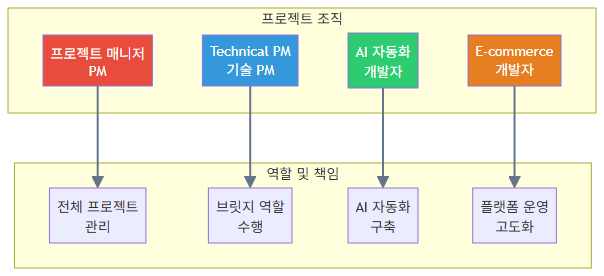 프로젝트 조직
프로젝트 매니저
PM
Technical PM
기술 PM
AI 자동화
개발자
E-commerce
개발자
역할 및 책임
전체 프로젝트
관리
브릿지 역할
수행
AI 자동화
구축
플랫폼 운영
고도화